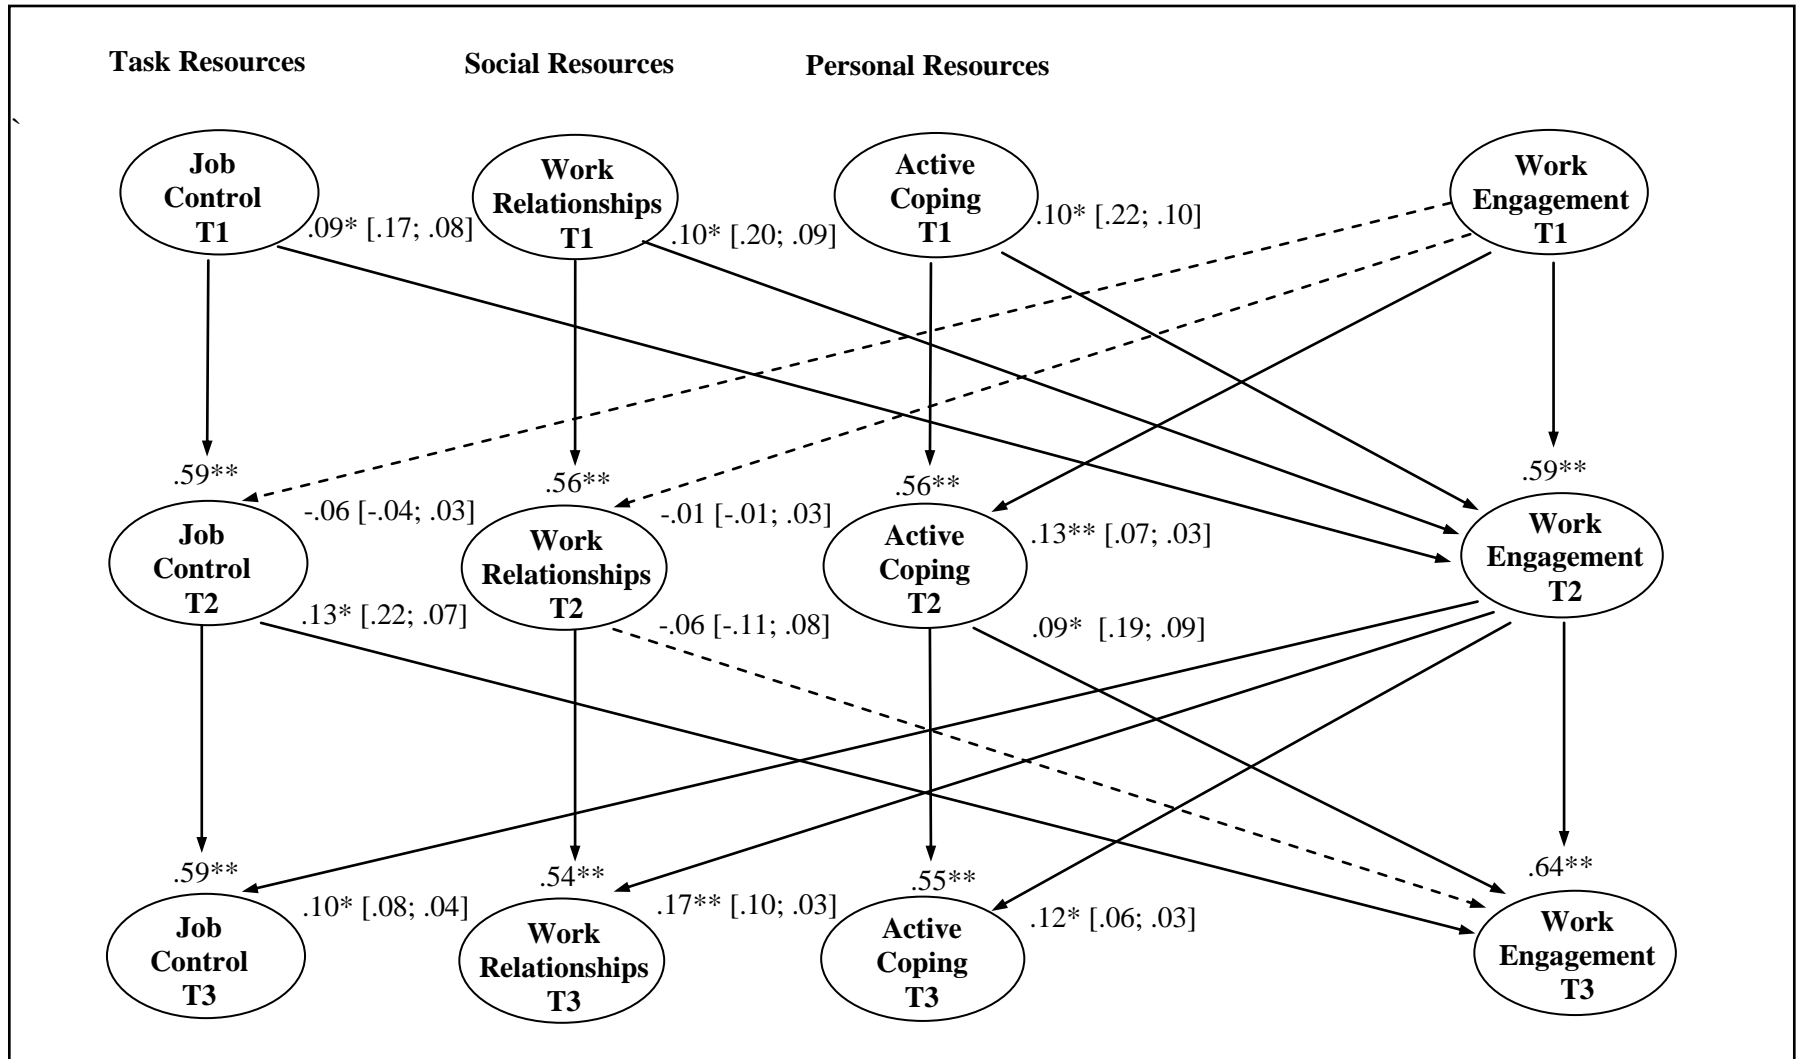 Task Resources
Social Resources
Personal Resources
`
Job
Control
T1
.09* [.17; .08]
Work
Relationships
T1
.10* [.20; .09]
Active
Coping
T1
.10* [.22; .10]
Work
Engagement
T1
.59**
-.06 [-.04; .03]
.56**
-.01 [-.01; .03]
.56**
.13** [.07; .03]
.59**
Job
Control
T2
.13* [.22; .07]
Work
Relationships
T2
-.06 [-.11; .08]
Active
Coping
T2
.09* [.19; .09]
Work
Engagement
T2
.59**
.10* [.08; .04]
.54**
.17** [.10; .03]
.55**
.12* [.06; .03]
.64**
Job
Control
T3
Work
Relationships
T3
Active
Coping
T3
Work
Engagement
T3